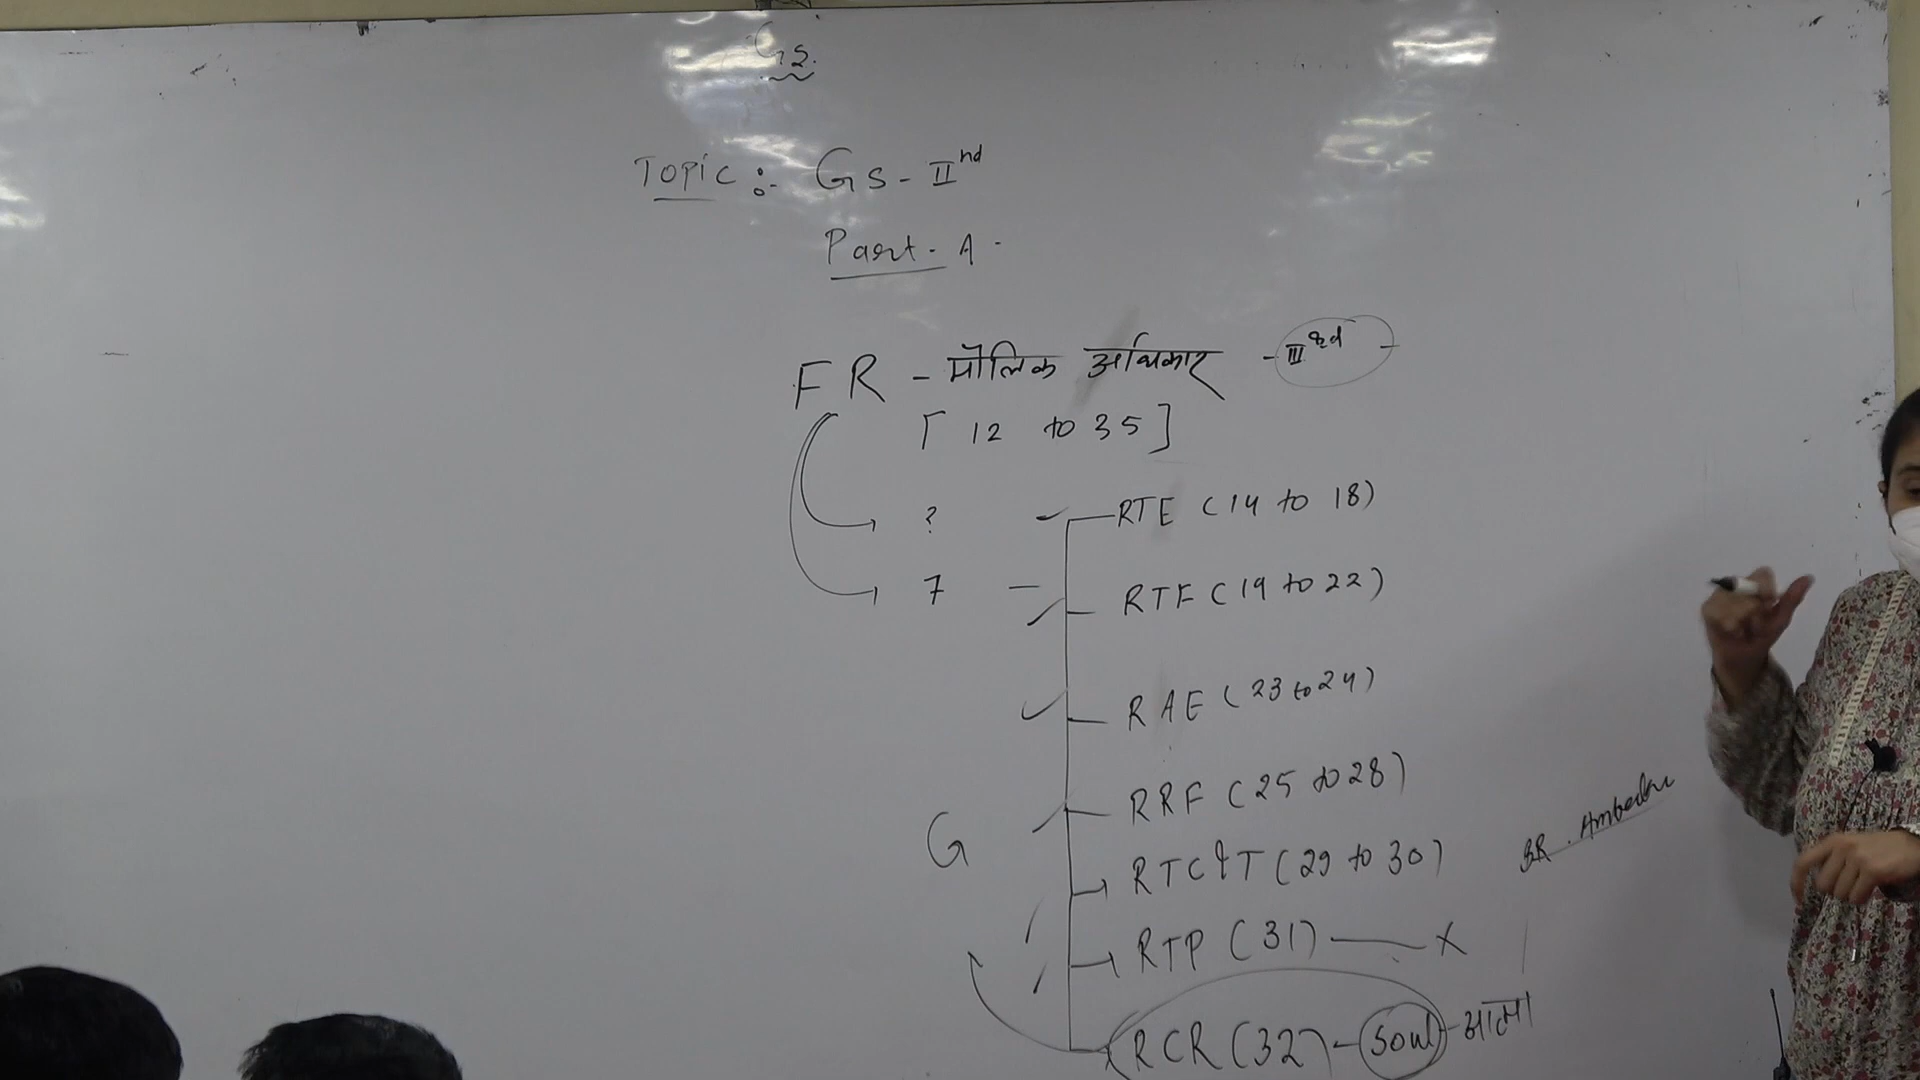 GS.
Topic :- GS - IInd
Part - A.
FR - मौलिक अधिकार - IIIrd -
[ 12 to 35 ]
?
7 -
RTE (14 to 18)
RTF (19 to 22)
RAE (23 to 24)
RRF (25 to 28)
G
RTC&T (29 to 30)
BR. Ambedkar
RTP (31) — X
RCR (32) - Soul - आत्मा